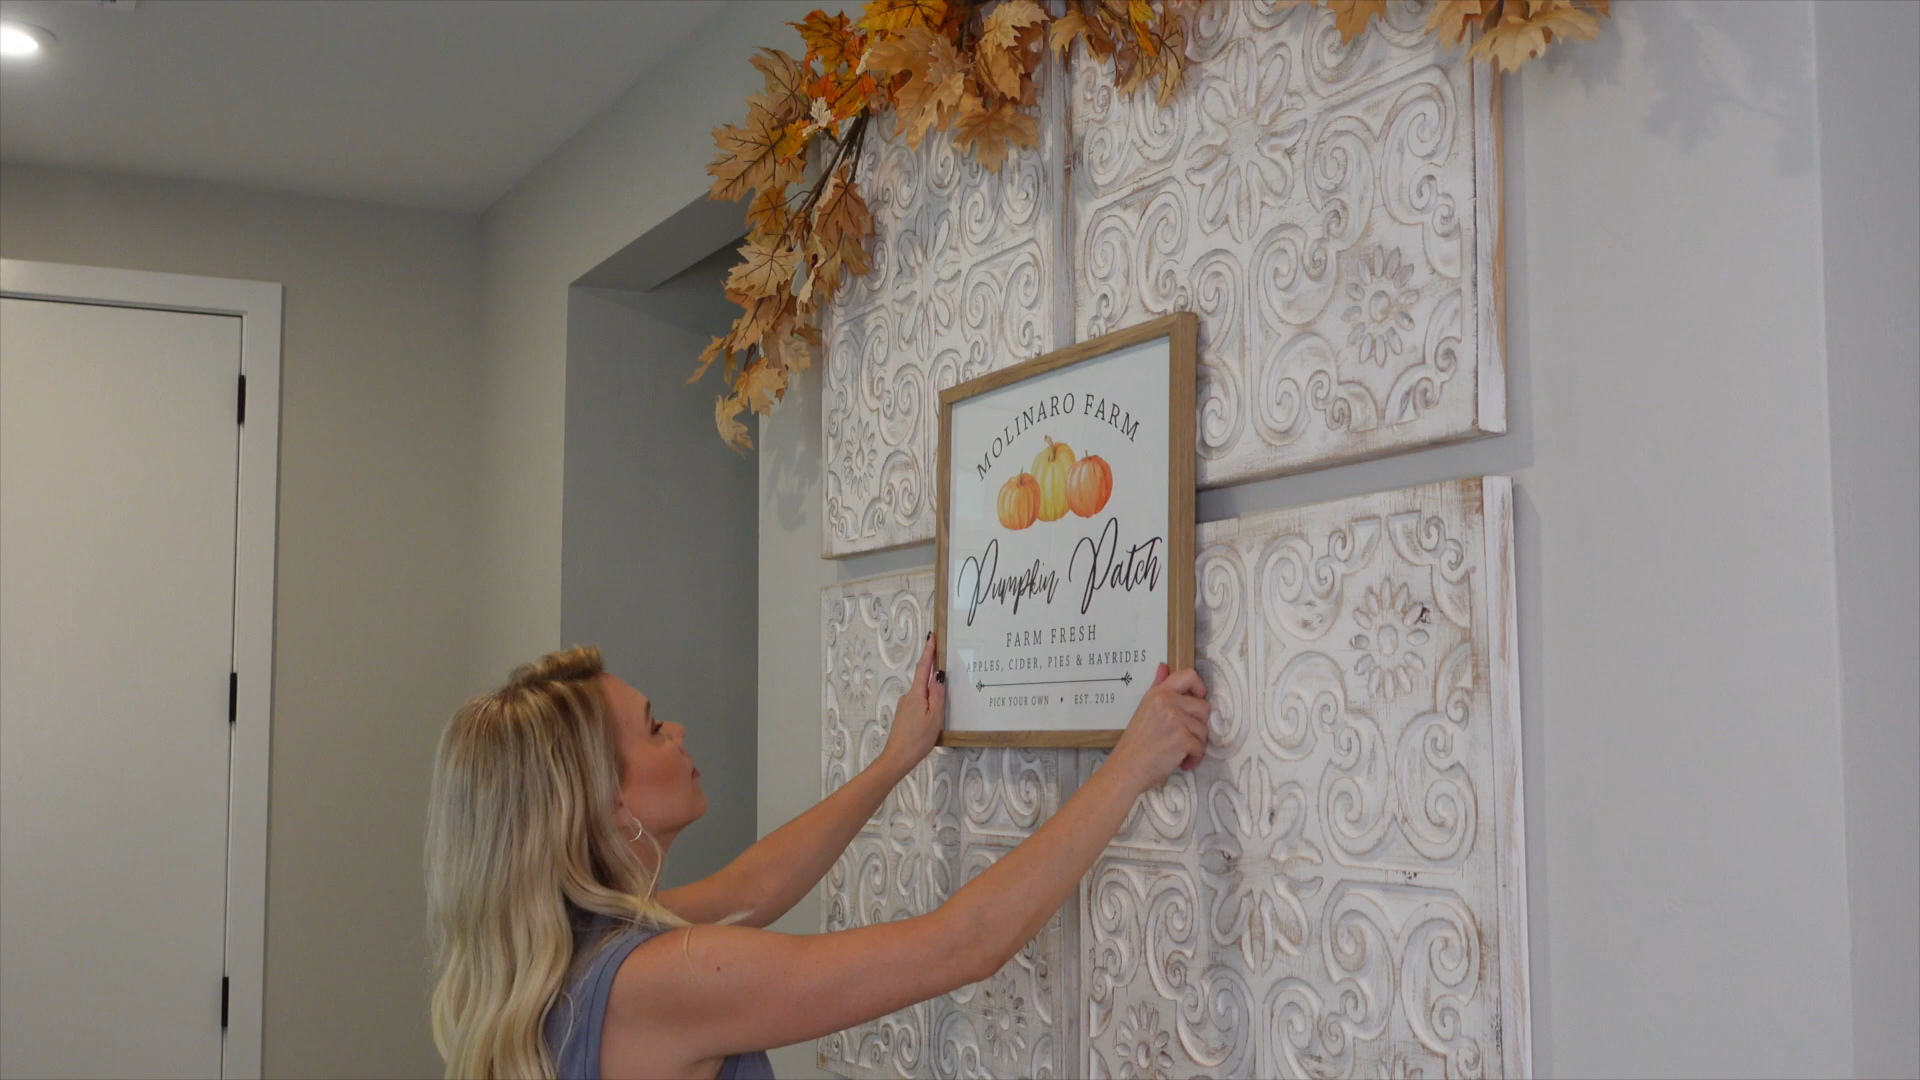 MOLINARO FARM
Pumpkin Patch
FARM FRESH
APPLES, CIDER, PIES & HAYRIDES
PICK YOUR OWN • EST. 2019